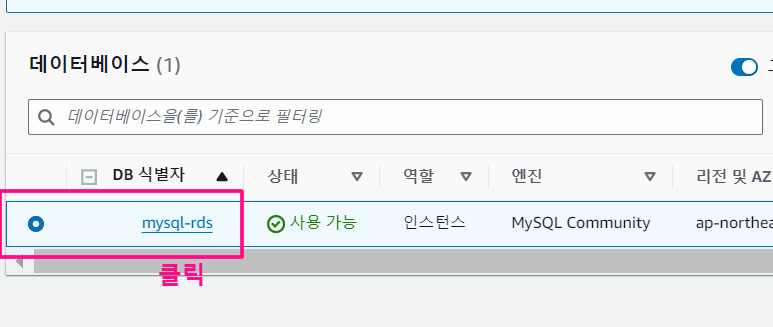 데이터베이스 (1)
데이터베이스을(를) 기준으로 필터링
DB 식별자 상태 역할 엔진 리전 및 AZ
mysql-rds 사용 가능 인스턴스 MySQL Community ap-northea
클릭